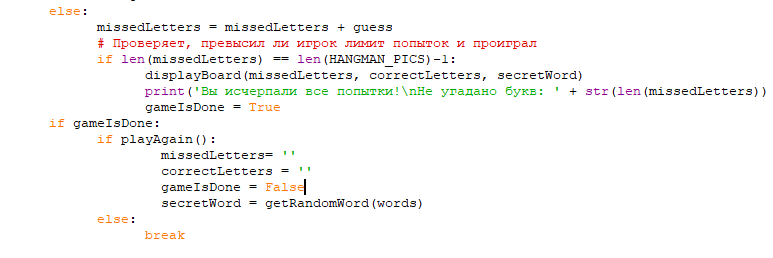 else:
missedLetters = missedLetters + guess
# Проверяет, превысил ли игрок лимит попыток и проиграл
if len(missedLetters) == len(HANGMAN_PICS)-1:
displayBoard(missedLetters, correctLetters, secretWord)
print('Вы исчерпали все попытки!\nНе угадано букв: ' + str(len(missedLetters))
gameIsDone = True
if gameIsDone:
if playAgain():
missedLetters= ''
correctLetters = ''
gameIsDone = False
secretWord = getRandomWord(words)
else:
break